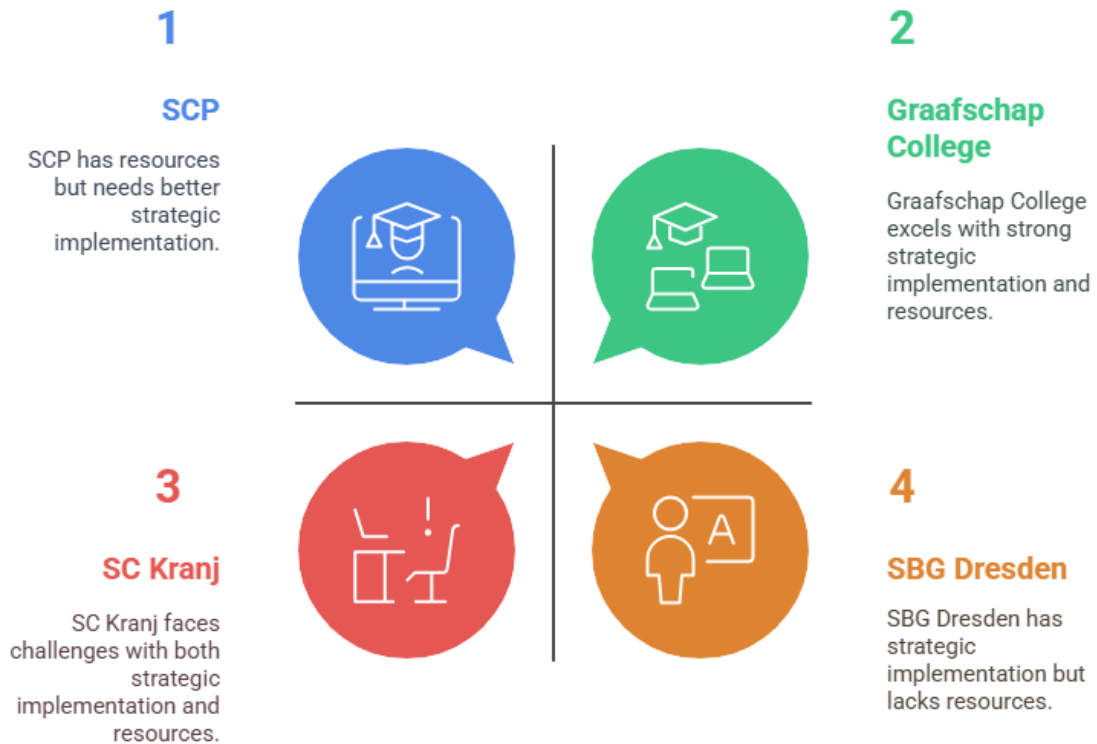 1
SCP
SCP has resources
but needs better
strategic
implementation.
2
Graafschap
College
Graafschap College
excels with strong
strategic
implementation and
resources.
3
SC Kranj
SC Kranj faces
challenges with both
strategic
implementation and
resources.
4
SBG Dresden
SBG Dresden has
strategic
implementation but
lacks resources.
A